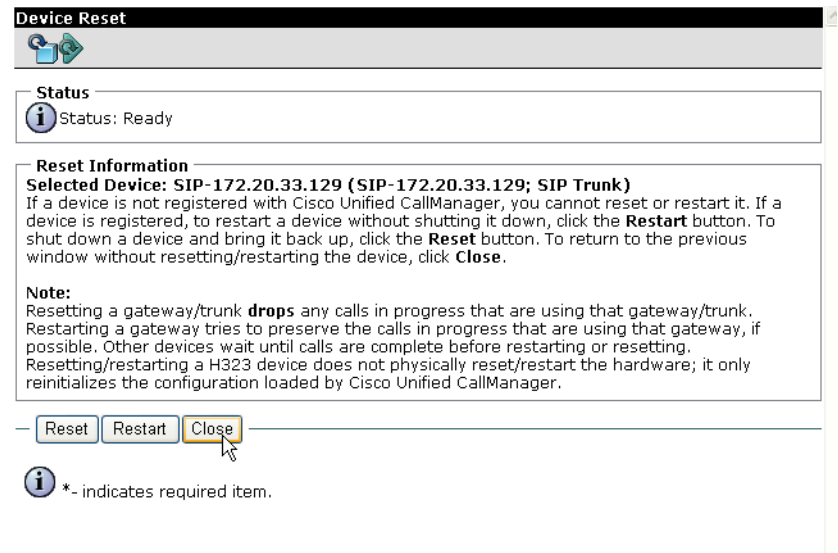 Device Reset
Status
Status: Ready
Reset Information
Selected Device: SIP-172.20.33.129 (SIP-172.20.33.129; SIP Trunk)
If a device is not registered with Cisco Unified CallManager, you cannot reset or restart it. If a
device is registered, to restart a device without shutting it down, click the Restart button. To
shut down a device and bring it back up, click the Reset button. To return to the previous
window without resetting/restarting the device, click Close.
Note:
Resetting a gateway/trunk drops any calls in progress that are using that gateway/trunk.
Restarting a gateway tries to preserve the calls in progress that are using that gateway, if
possible. Other devices wait until calls are complete before restarting or resetting.
Resetting/restarting a H323 device does not physically reset/restart the hardware; it only
reinitializes the configuration loaded by Cisco Unified CallManager.
Reset Restart Close
*- indicates required item.